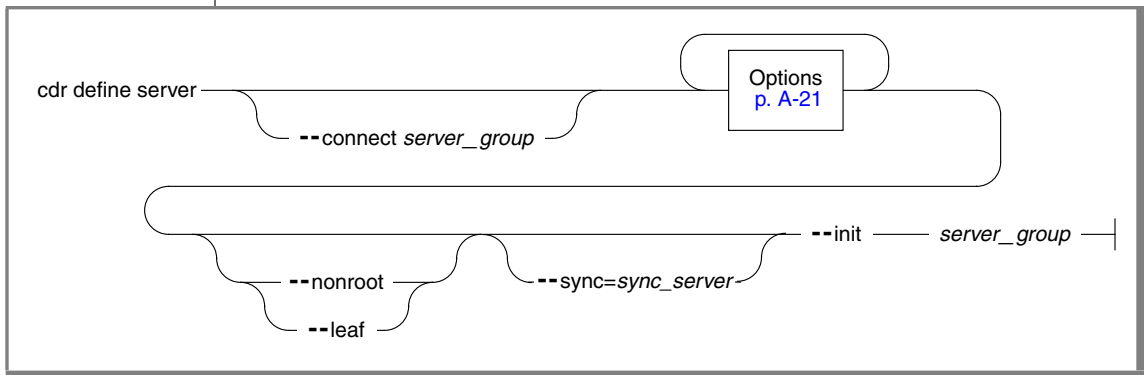 cdr define server
Options
p. A-21
--connect server_group
--init server_group
--nonroot
--sync=sync_server
--leaf